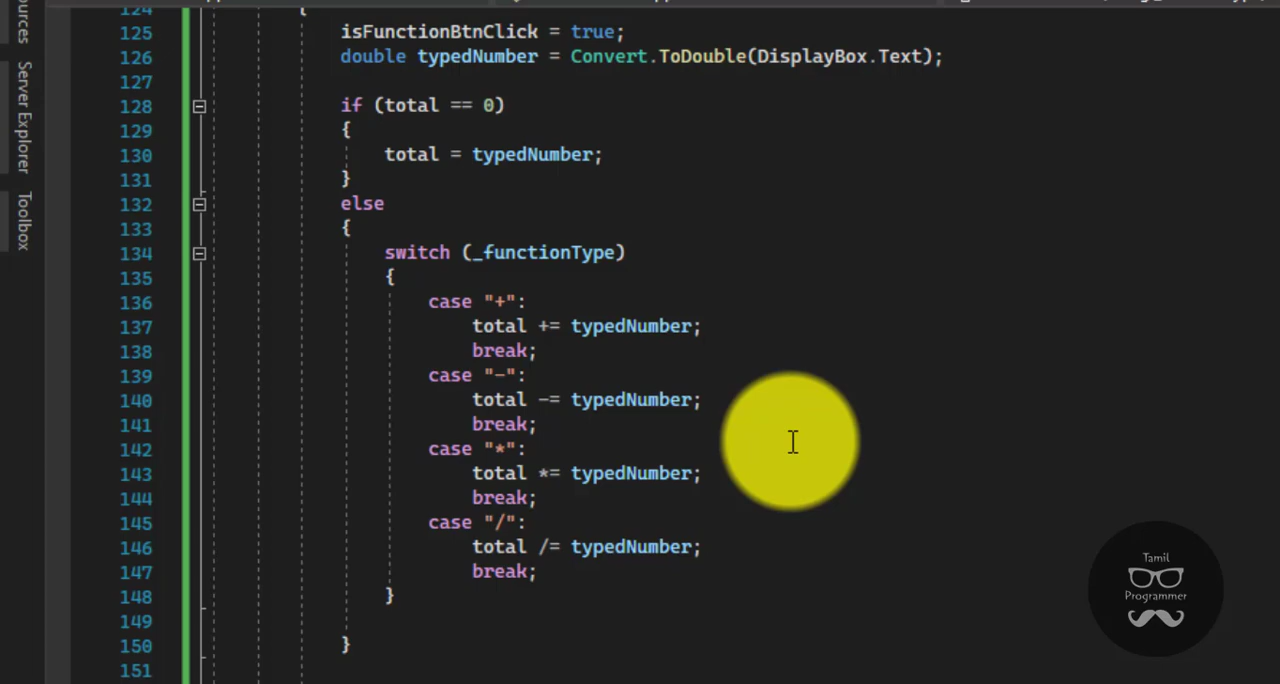 ources
Server Explorer
Toolbox
124 {
125 isFunctionBtnClick = true;
126 double typedNumber = Convert.ToDouble(DisplayBox.Text);
127
128 if (total == 0)
129 {
130 total = typedNumber;
131 }
132 else
133 {
134 switch (_functionType)
135 {
136 case "+":
137 total += typedNumber;
138 break;
139 case "-":
140 total -= typedNumber;
141 break;
142 case "*":
143 total *= typedNumber;
144 break;
145 case "/":
146 total /= typedNumber;
147 break;
148 }
149
150 }
151
Tamil
Programmer